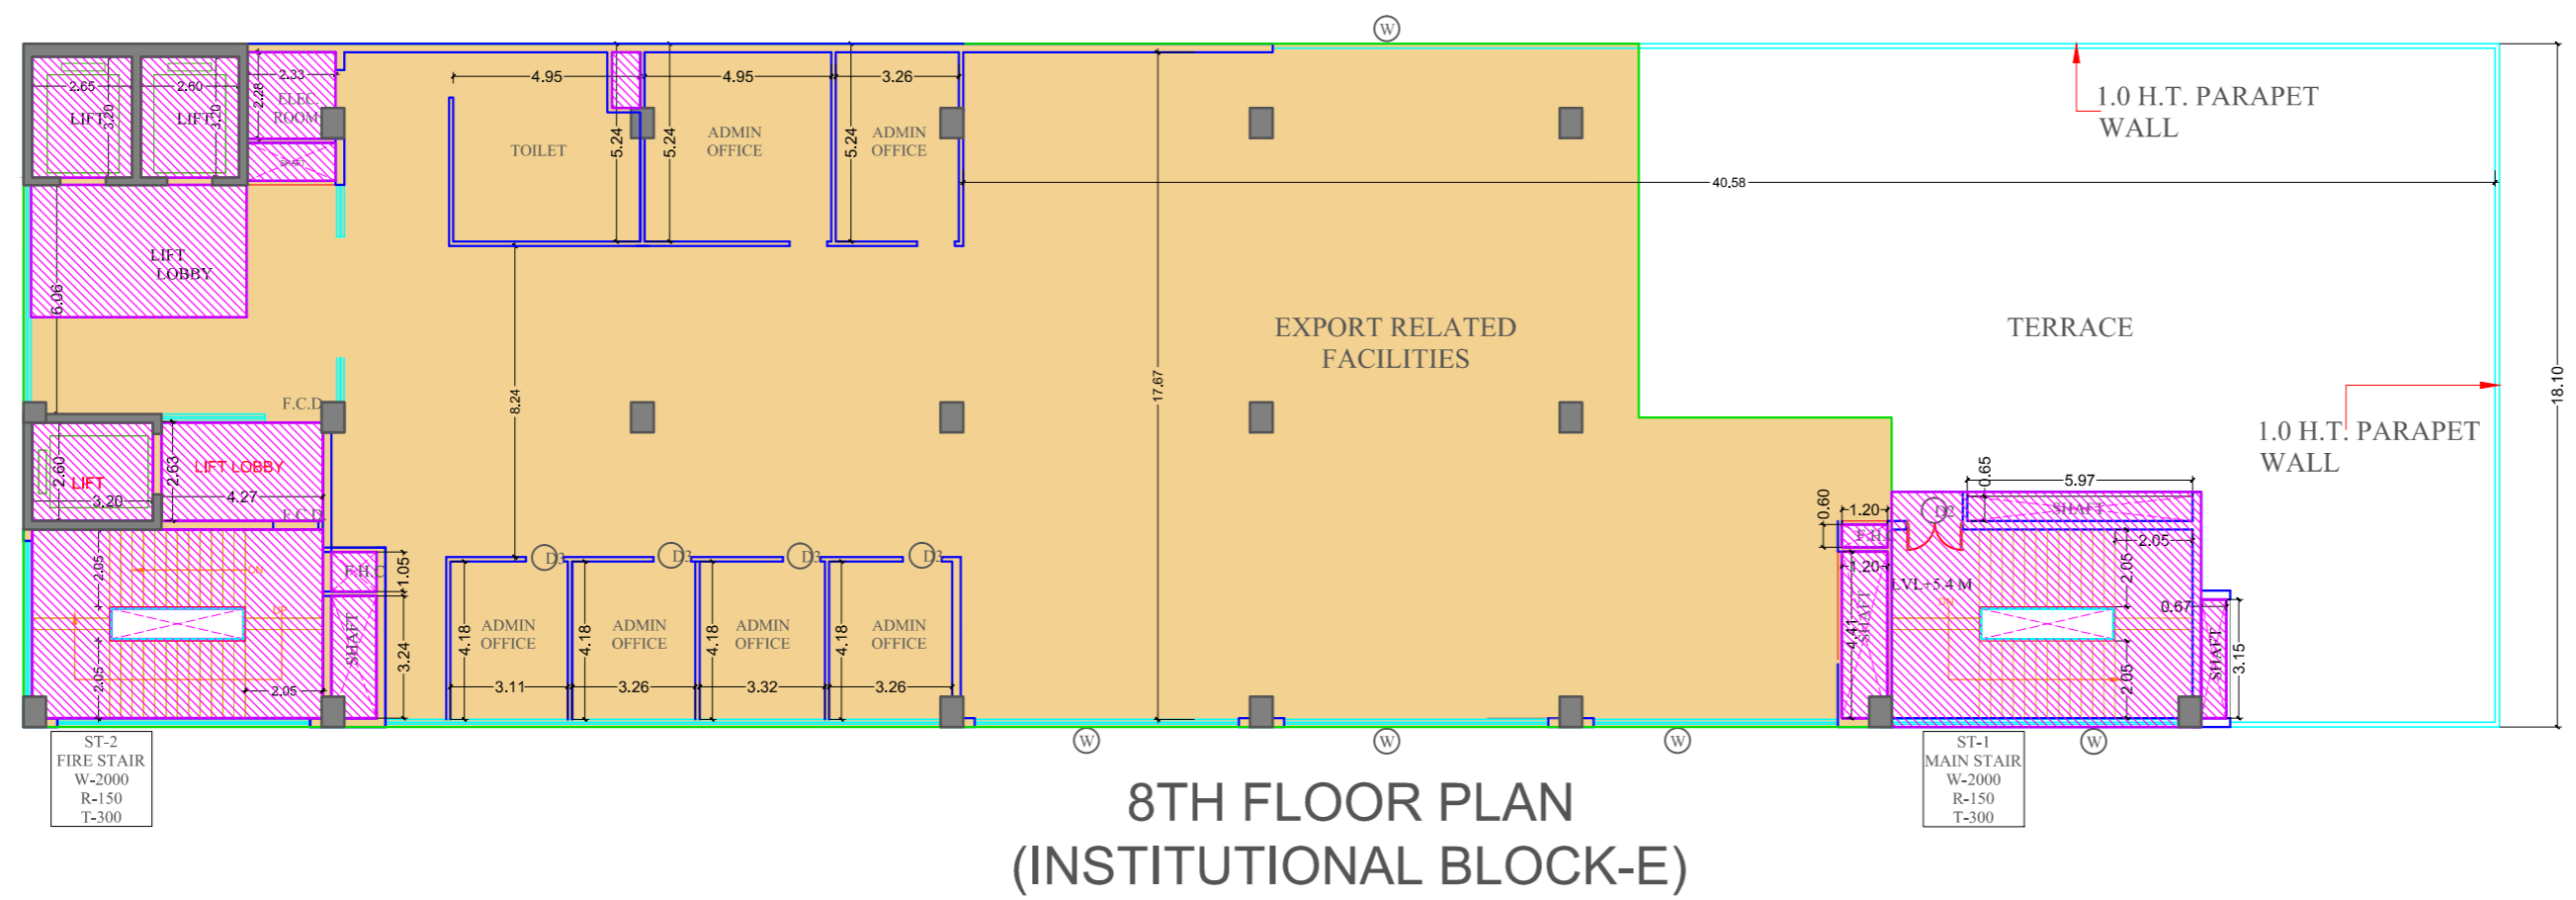 W
2.65
3.20
LIFT
2.60
3.20
LIFT
2.33
2.28
ELEC.
ROOM
SHAFT
4.95
5.24
TOILET
4.95
5.24
ADMIN
OFFICE
3.26
5.24
ADMIN
OFFICE
1.0 H.T. PARAPET
WALL
40.58
18.10
LIFT
LOBBY
6.06
8.24
17.67
EXPORT RELATED
FACILITIES
TERRACE
1.0 H.T. PARAPET
WALL
F.C.D.
2.60
LIFT
3.20
2.63
LIFT LOBBY
4.27
F.C.D.
0.65
5.97
SHAFT
0.60
1.20
F.H.C
D2
2.05
2.05
DN
UP
2.05
2.05
F.H.C
1.05
SHAFT
3.24
D3
D3
D3
D3
4.18
ADMIN
OFFICE
3.11
4.18
ADMIN
OFFICE
3.26
4.18
ADMIN
OFFICE
3.32
4.18
ADMIN
OFFICE
3.26
1.20
4.41
SHAFT
LVL+5.4 M
DN
2.05
2.05
0.67
SHAFT
3.15
W
W
W
W
ST-2
FIRE STAIR
W-2000
R-150
T-300
ST-1
MAIN STAIR
W-2000
R-150
T-300
8TH FLOOR PLAN
(INSTITUTIONAL BLOCK-E)